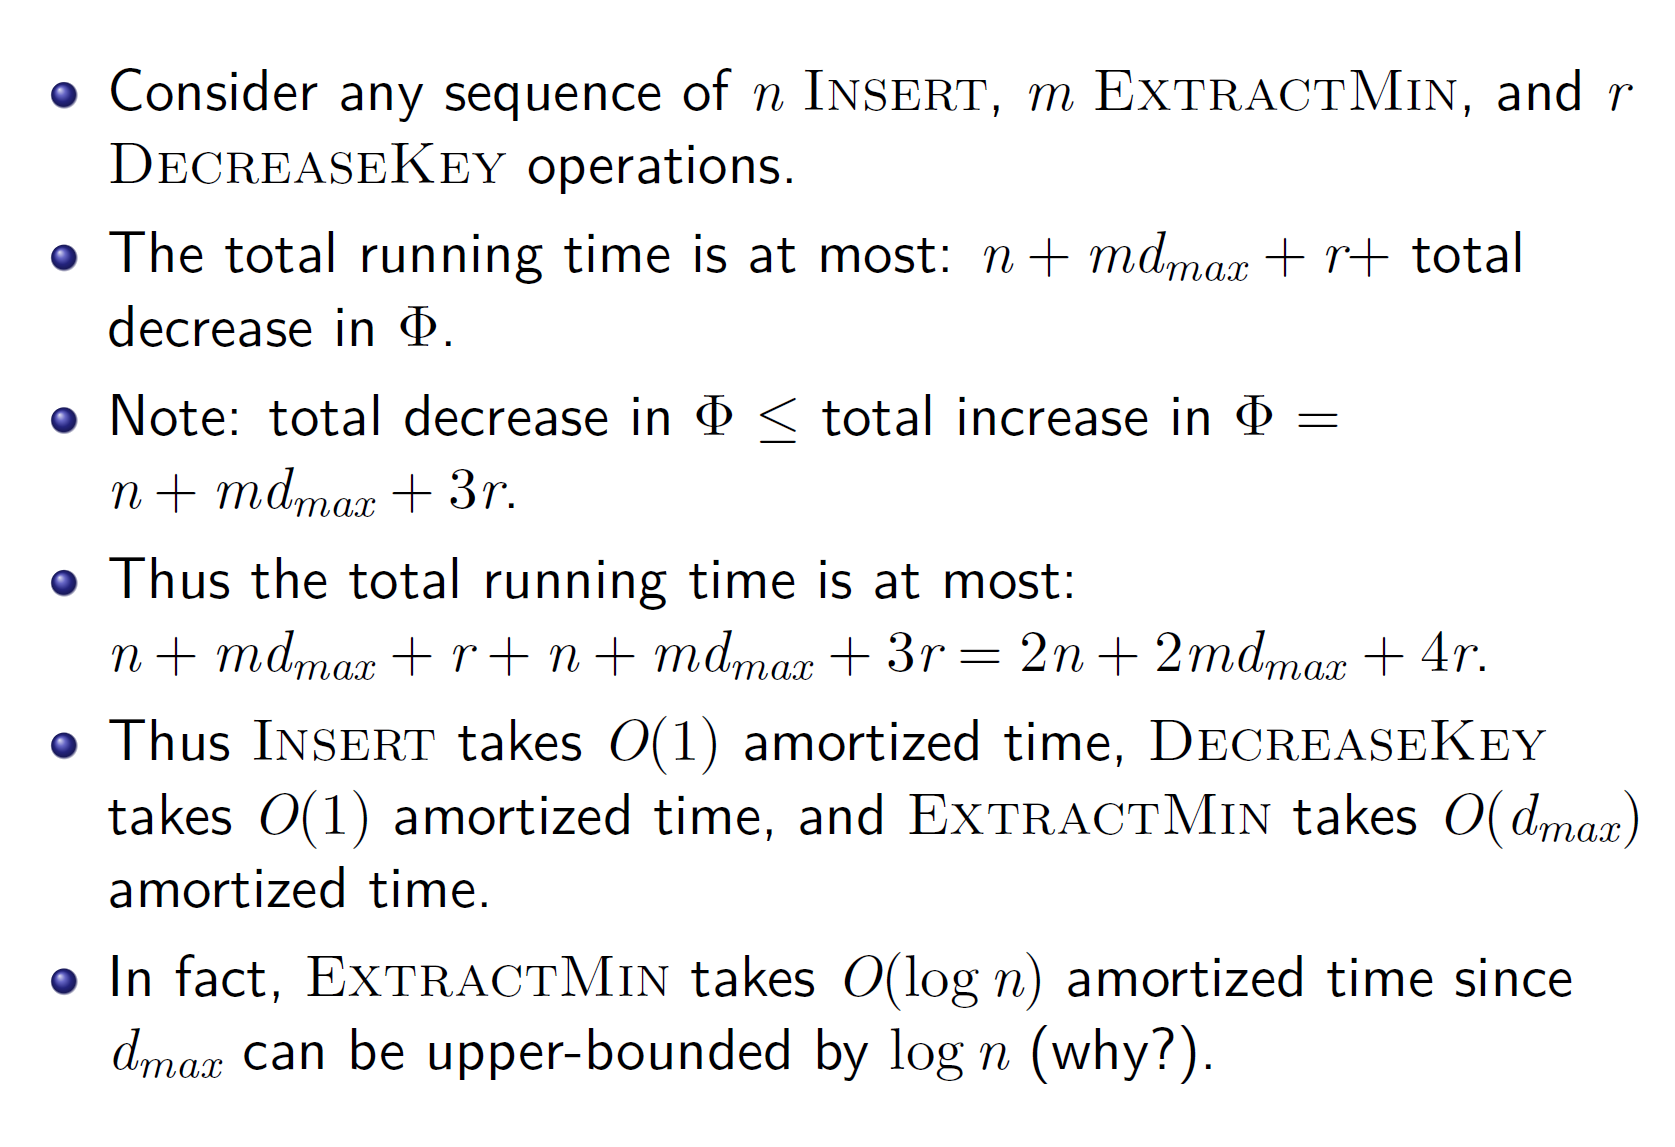 Consider any sequence of n INSERT, m EXTRACTMIN, and r
DECREASEKEY operations.
The total running time is at most: n + md_{max} + r+ total
decrease in Φ.
Note: total decrease in Φ ≤ total increase in Φ =
n + md_{max} + 3r.
Thus the total running time is at most:
n + md_{max} + r + n + md_{max} + 3r = 2n + 2md_{max} + 4r.
Thus INSERT takes O(1) amortized time, DECREASEKEY
takes O(1) amortized time, and EXTRACTMIN takes O(d_{max})
amortized time.
In fact, EXTRACTMIN takes O(log n) amortized time since
d_{max} can be upper-bounded by log n (why?).